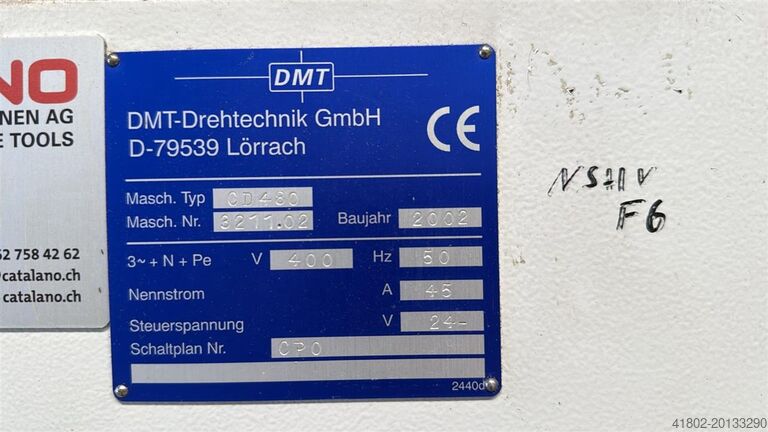 NO
NEN AG
E TOOLS
62 758 42 62
@catalano.ch
catalano.ch
DMT
DMT-Drehtechnik GmbH
D-79539 Lörrach
CE
Masch. Typ CD480
Masch. Nr. 3211.02 Baujahr 2002
3~ + N + Pe V 400 Hz 50
Nennstrom A 45
Steuerspannung V 24-
Schaltplan Nr. CPO
2440d
F6
41802-20133290